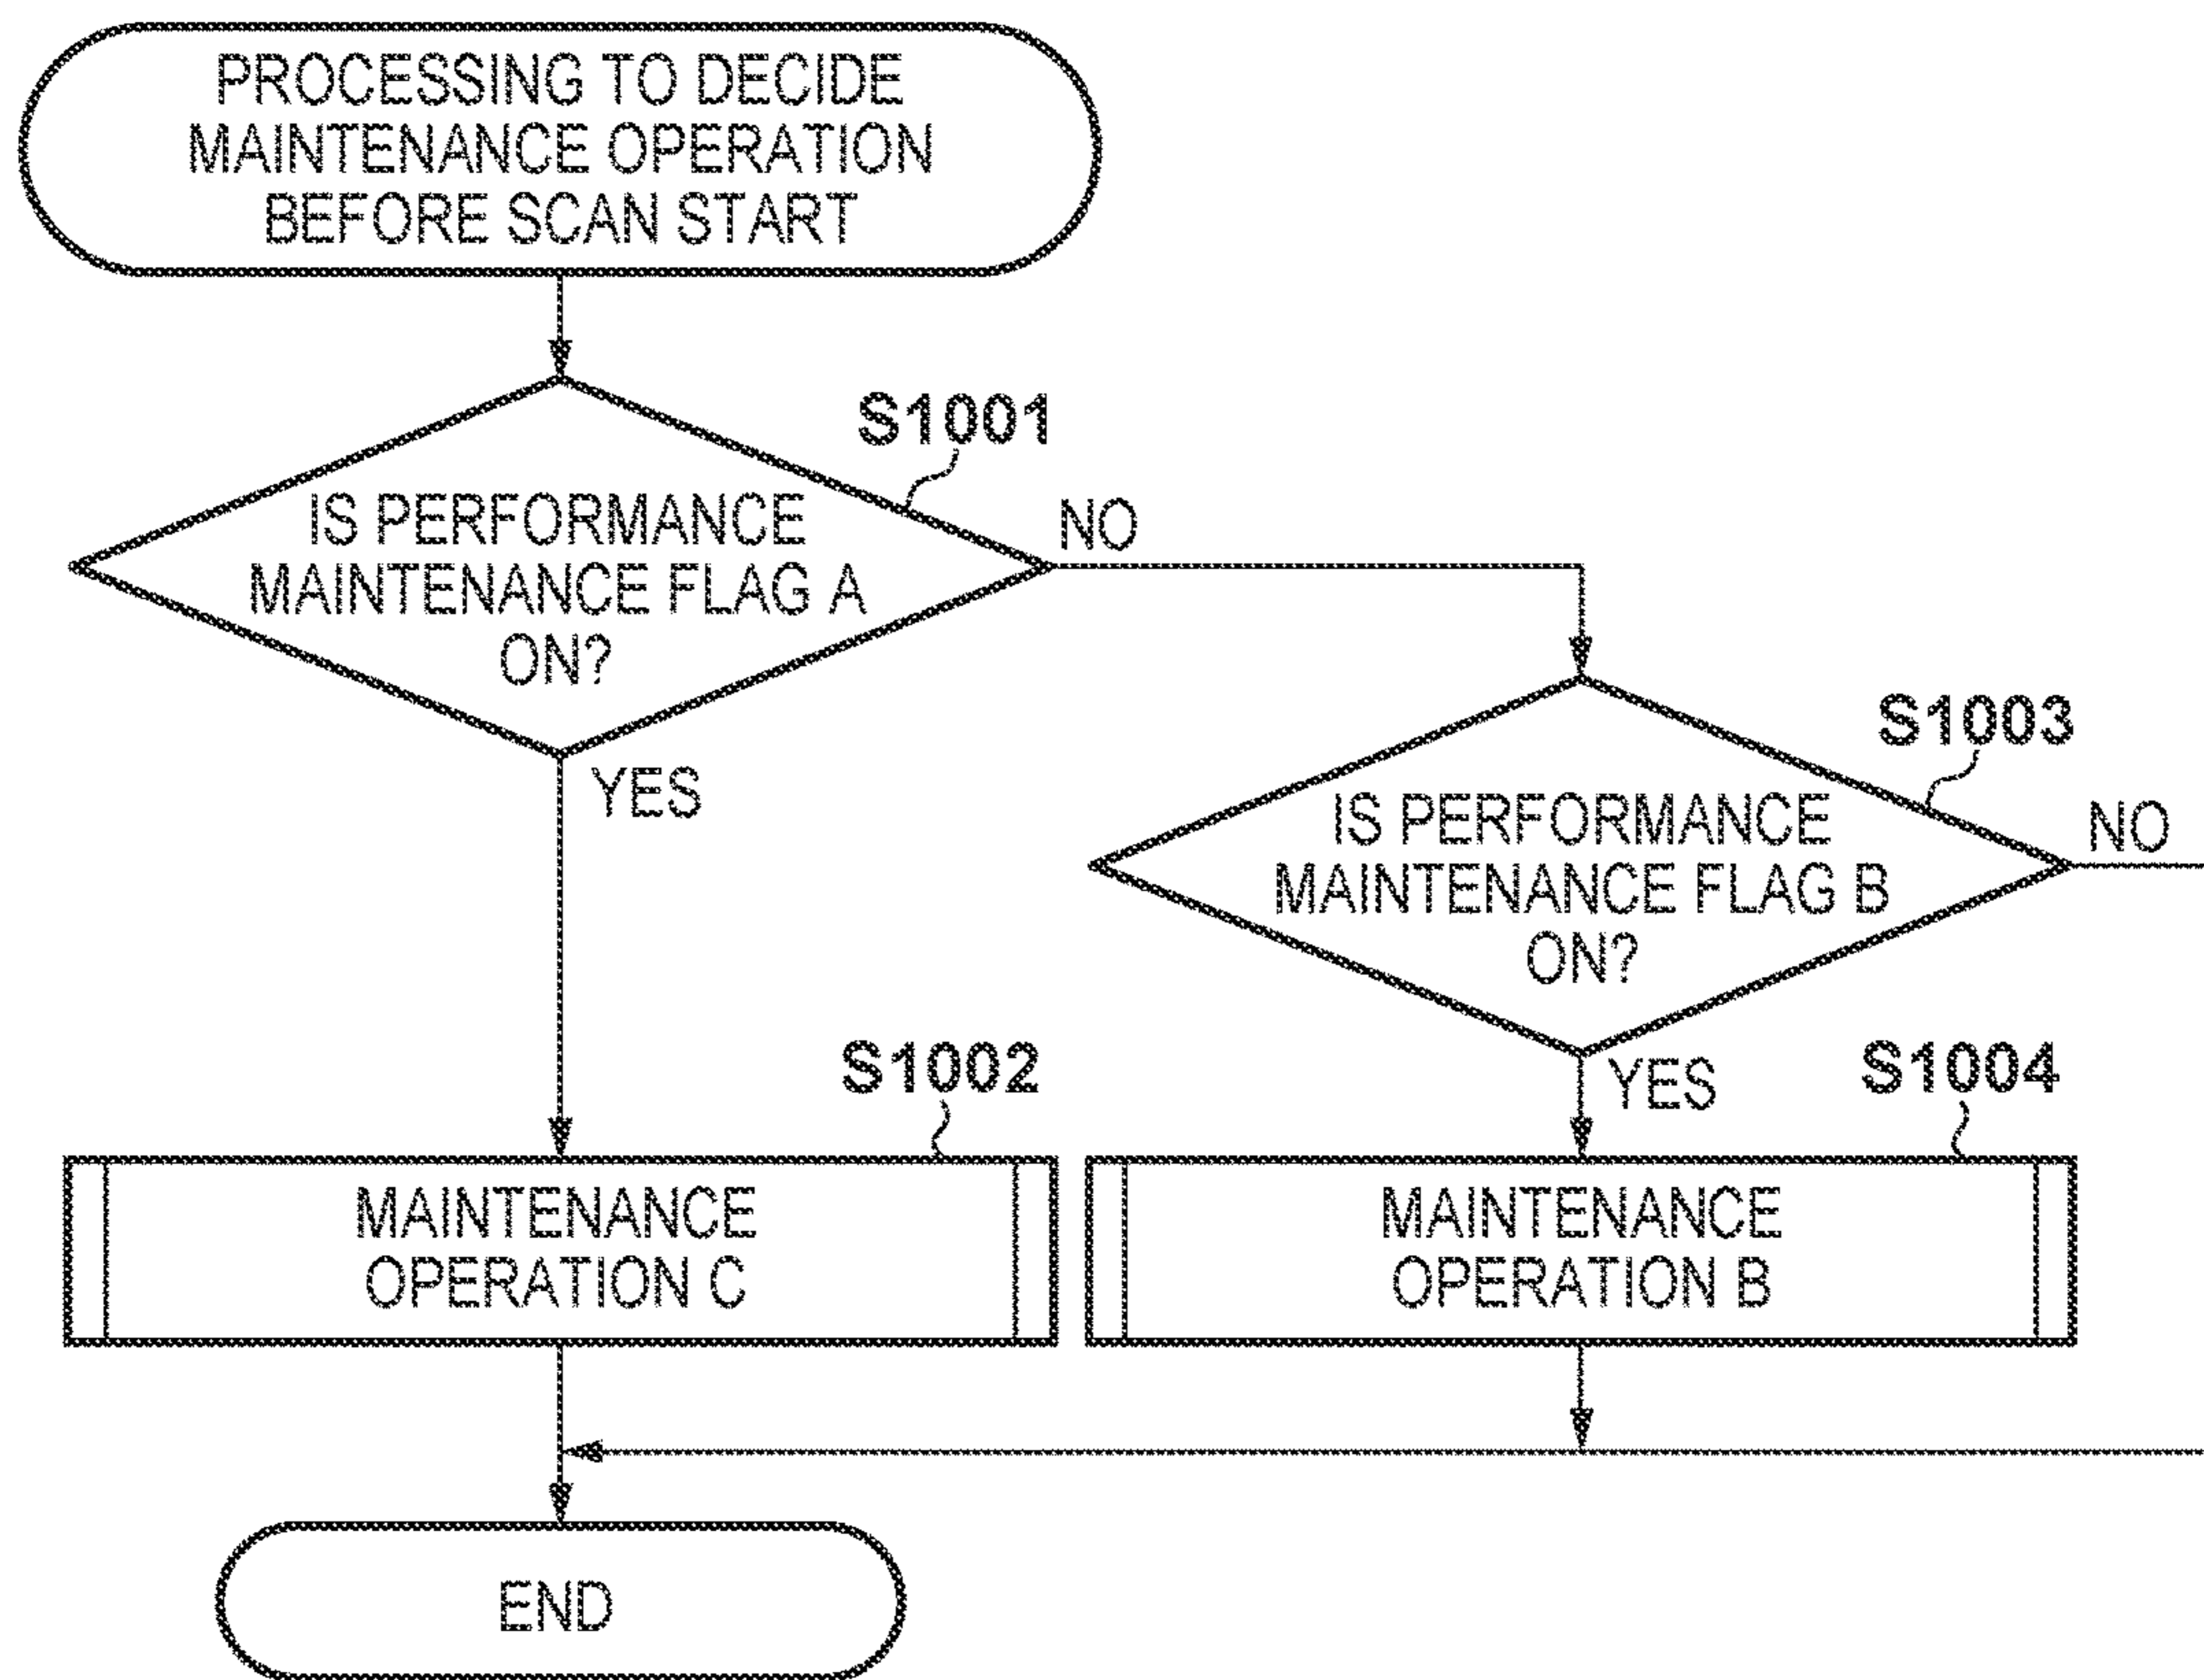 PROCESSING TO DECIDE
MAINTENANCE OPERATION
BEFORE SCAN START
S1001
IS PERFORMANCE
MAINTENANCE FLAG A
ON?
NO
YES
S1003
IS PERFORMANCE
MAINTENANCE FLAG B
ON?
NO
YES
S1002
MAINTENANCE
OPERATION C
S1004
MAINTENANCE
OPERATION B
END